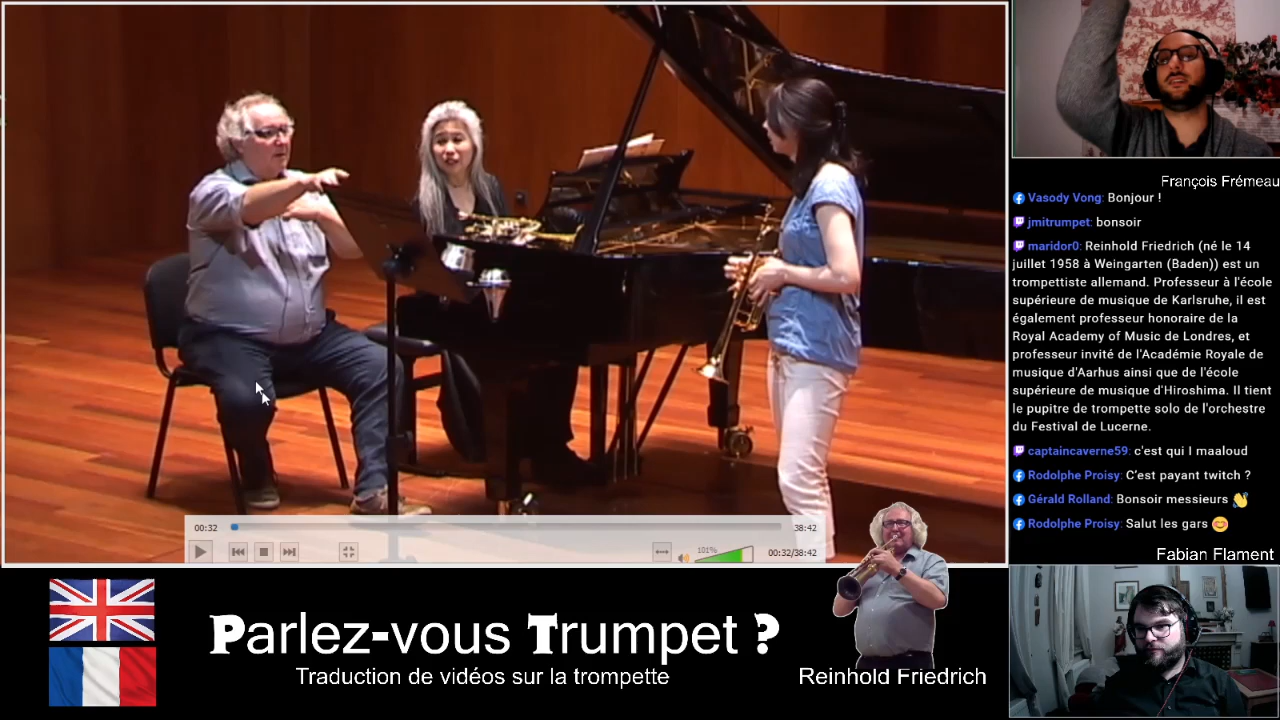 François Frémeau
Vasody Vong: Bonjour !
jmitrumpet: bonsoir
maridor0: Reinhold Friedrich (né le 14
juillet 1958 à Weingarten (Baden)) est un
trompettiste allemand. Professeur à l'école
supérieure de musique de Karlsruhe, il est
également professeur honoraire de la
Royal Academy of Music de Londres, et
professeur invité de l'Académie Royale de
musique d'Aarhus ainsi que de l'école
supérieure de musique d'Hiroshima. Il tient
le pupitre de trompette solo de l'orchestre
du Festival de Lucerne.
captaincaverne59: c'est qui l maaloud
Rodolphe Proisy: C'est payant twitch ?
Gérald Rolland: Bonsoir messieurs 👋
Rodolphe Proisy: Salut les gars 😊
Fabian Flament
00:32
38:42
101%
00:32/38:42
Parlez-vous Trumpet ?
Traduction de vidéos sur la trompette
Reinhold Friedrich